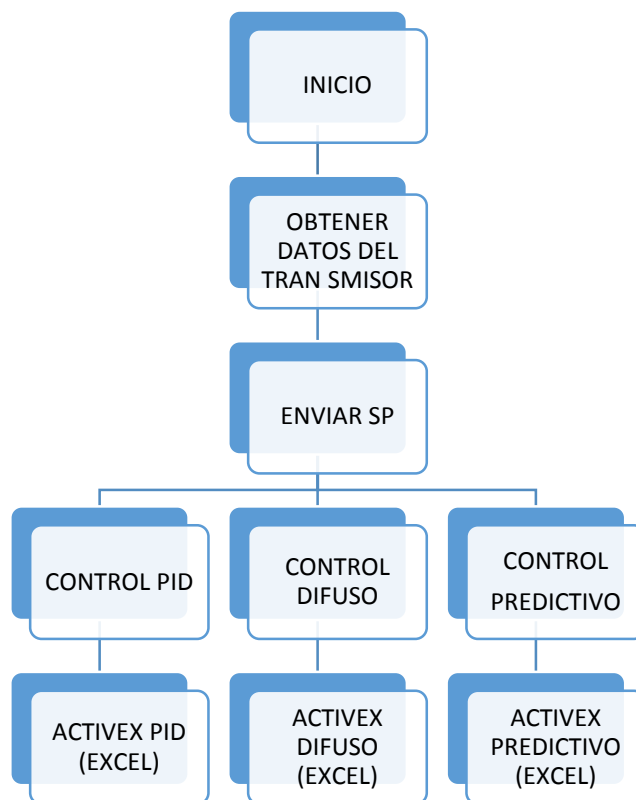 INICIO
OBTENER
DATOS DEL
TRAN SMISOR
ENVIAR SP
CONTROL PID
CONTROL
DIFUSO
CONTROL
PREDICTIVO
ACTIVEX PID
(EXCEL)
ACTIVEX
DIFUSO
(EXCEL)
ACTIVEX
PREDICTIVO
(EXCEL)